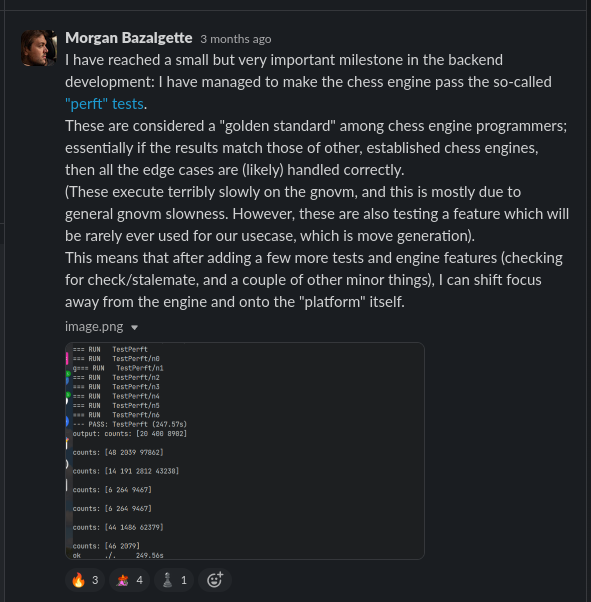 Morgan Bazalgette 3 months ago
I have reached a small but very important milestone in the backend
development: I have managed to make the chess engine pass the so-called
"perft" tests.
These are considered a "golden standard" among chess engine programmers;
essentially if the results match those of other, established chess engines,
then all the edge cases are (likely) handled correctly.
(These execute terribly slowly on the gnovm, and this is mostly due to
general gnovm slowness. However, these are also testing a feature which will
be rarely ever used for our usecase, which is move generation).
This means that after adding a few more tests and engine features (checking
for check/stalemate, and a couple of other minor things), I can shift focus
away from the engine and onto the "platform" itself.
image.png
=== RUN TestPerft
=== RUN TestPerft/n0
g=== RUN TestPerft/n1
=== RUN TestPerft/n2
=== RUN TestPerft/n3
=== RUN TestPerft/n4
=== RUN TestPerft/n5
=== RUN TestPerft/n6
--- PASS: TestPerft (247.57s)
output: counts: [20 400 8902]
counts: [48 2039 97862]
counts: [14 191 2812 43238]
counts: [6 264 9467]
counts: [6 264 9467]
counts: [44 1486 62379]
counts: [46 2079]
ok ./. 249.56s
3 4 1